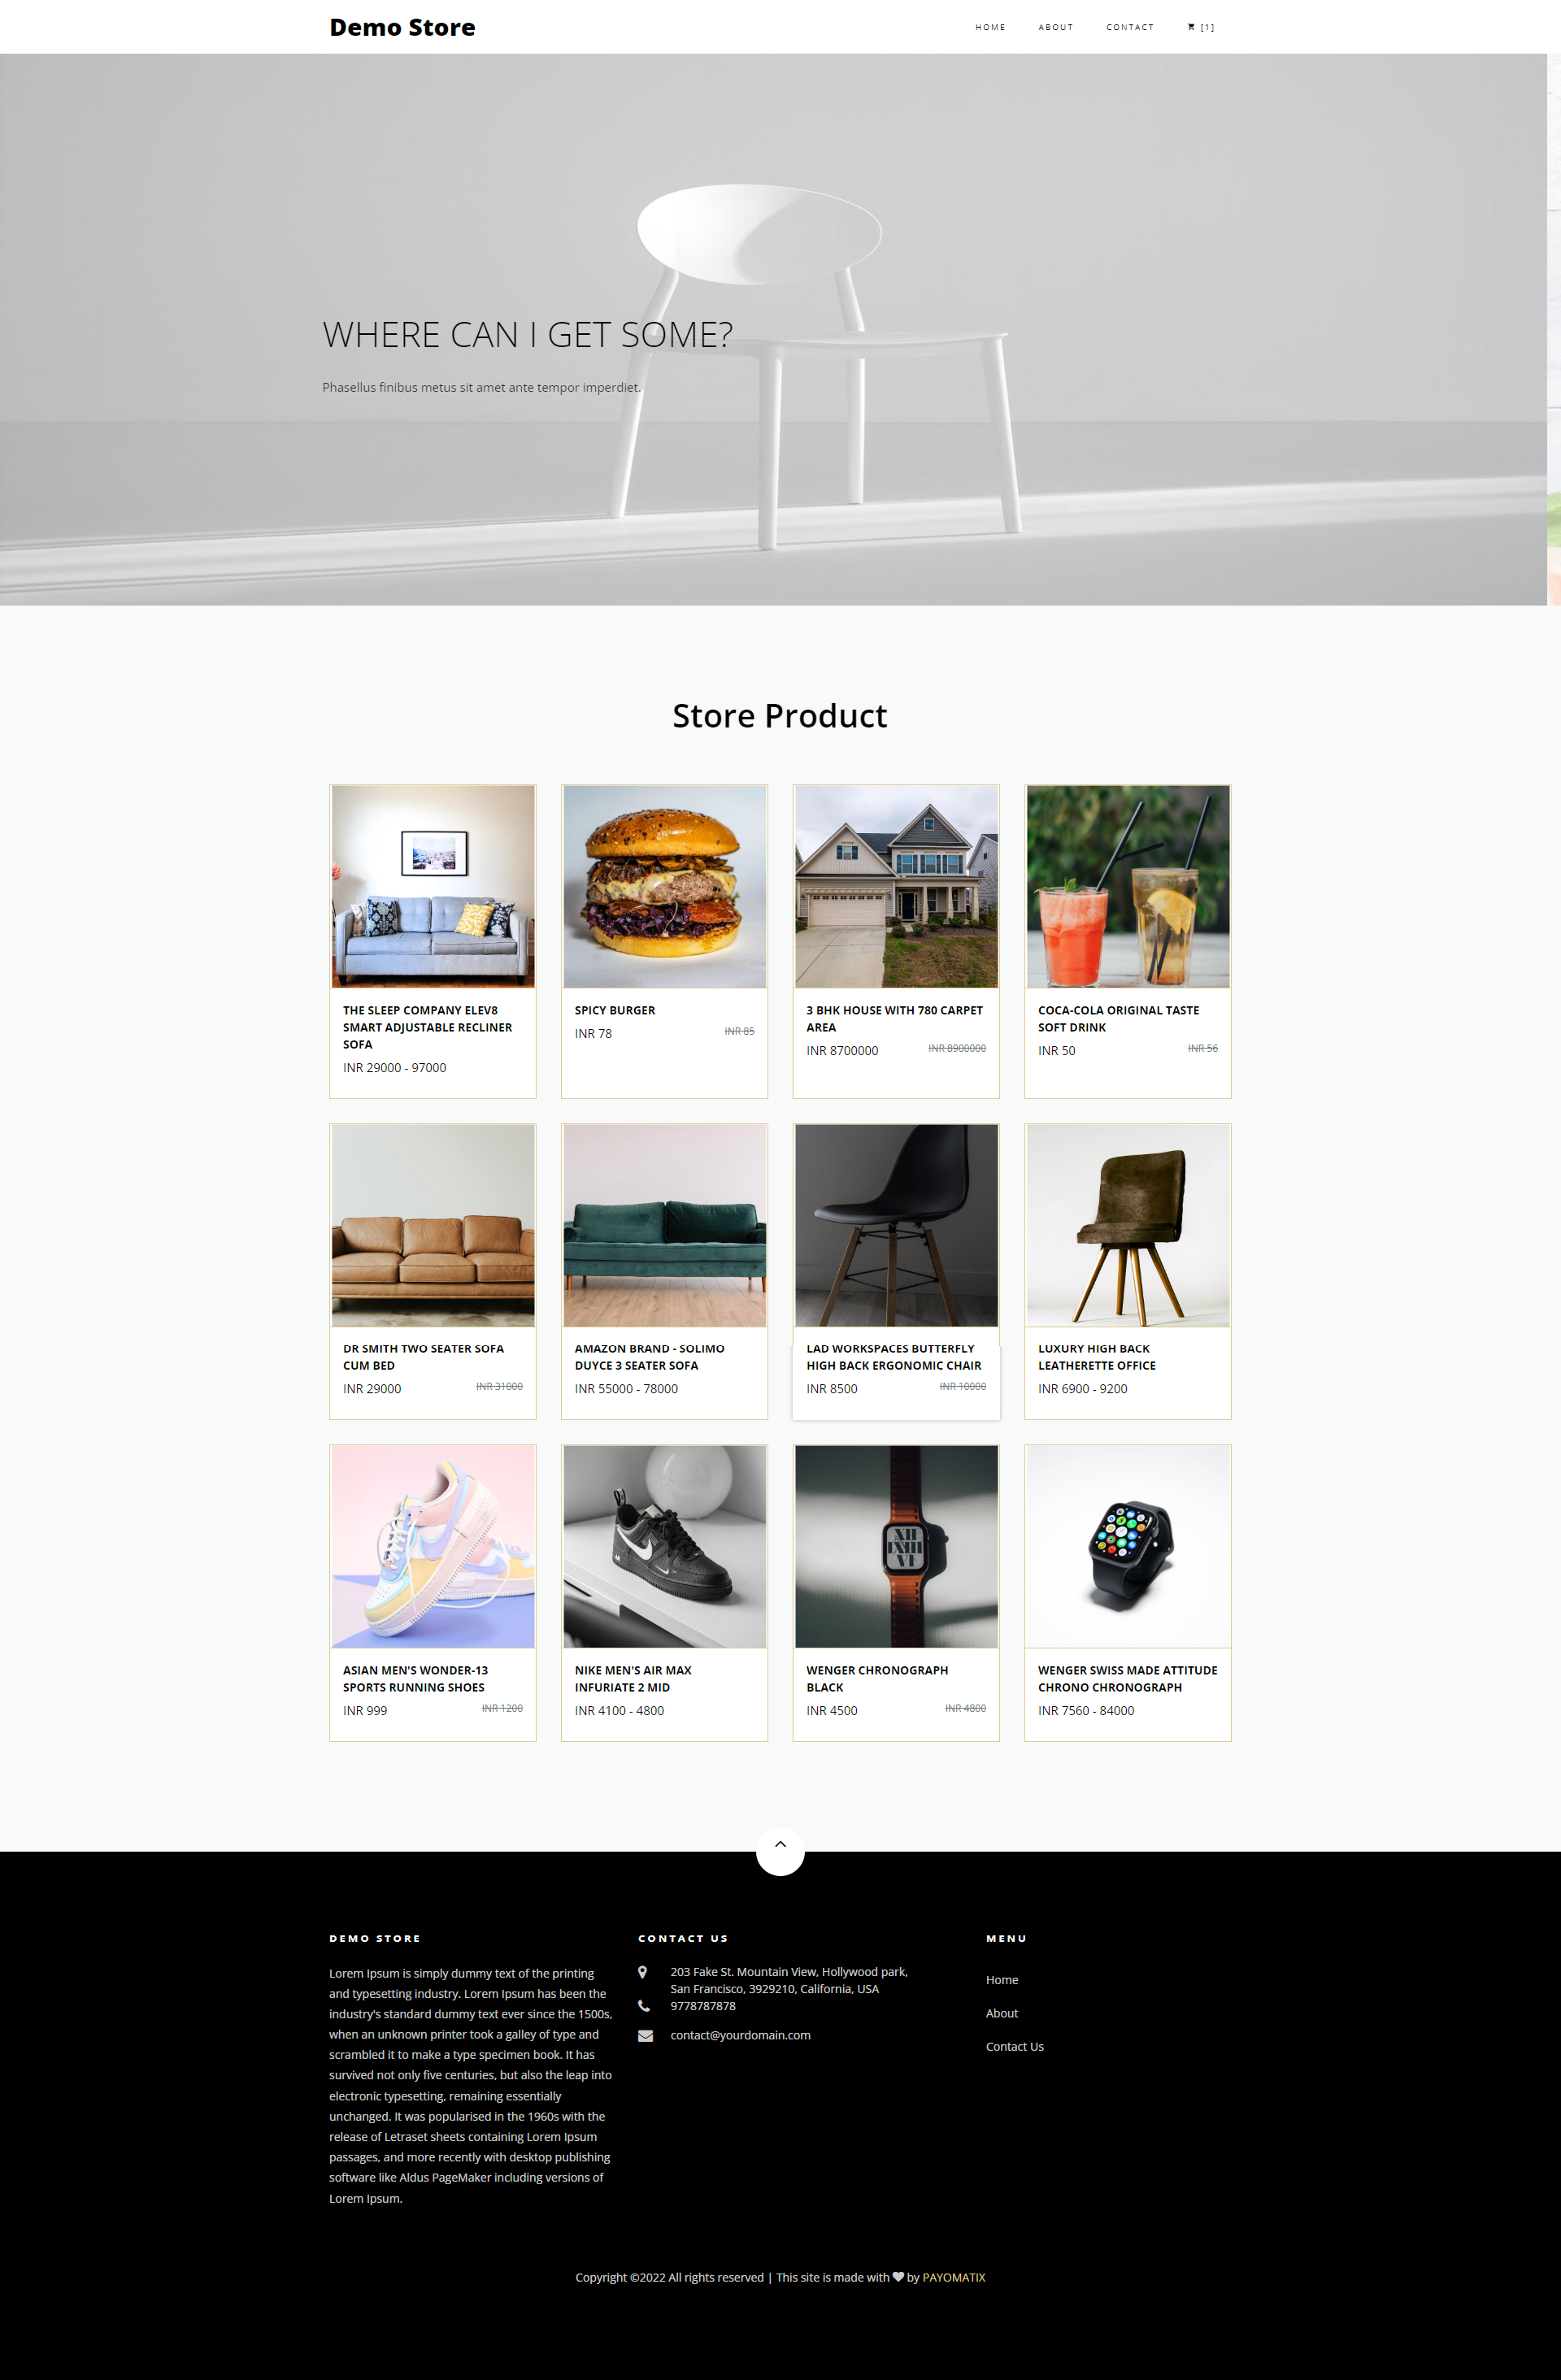 Demo Store
HOME ABOUT CONTACT [1]
WHERE CAN I GET SOME?
Phasellus finibus metus sit amet ante tempor imperdiet.
Store Product
THE SLEEP COMPANY ELEV8
SMART ADJUSTABLE RECLINER
SOFA
INR 29000 - 97000
SPICY BURGER
INR 78 INR 85
3 BHK HOUSE WITH 780 CARPET
AREA
INR 8700000 INR 8900000
COCA-COLA ORIGINAL TASTE
SOFT DRINK
INR 50 INR 56
DR SMITH TWO SEATER SOFA
CUM BED
INR 29000 INR 31000
AMAZON BRAND - SOLIMO
DUYCE 3 SEATER SOFA
INR 55000 - 78000
LAD WORKSPACES BUTTERFLY
HIGH BACK ERGONOMIC CHAIR
INR 8500 INR 10000
LUXURY HIGH BACK
LEATHERETTE OFFICE
INR 6900 - 9200
ASIAN MEN'S WONDER-13
SPORTS RUNNING SHOES
INR 999 INR 1200
NIKE MEN'S AIR MAX
INFURIATE 2 MID
INR 4100 - 4800
WENGER CHRONOGRAPH
BLACK
INR 4500 INR 4800
WENGER SWISS MADE ATTITUDE
CHRONO CHRONOGRAPH
INR 7560 - 84000
DEMO STORE
Lorem Ipsum is simply dummy text of the printing
and typesetting industry. Lorem Ipsum has been the
industry's standard dummy text ever since the 1500s,
when an unknown printer took a galley of type and
scrambled it to make a type specimen book. It has
survived not only five centuries, but also the leap into
electronic typesetting, remaining essentially
unchanged. It was popularised in the 1960s with the
release of Letraset sheets containing Lorem Ipsum
passages, and more recently with desktop publishing
software like Aldus PageMaker including versions of
Lorem Ipsum.
CONTACT US
203 Fake St. Mountain View, Hollywood park,
San Francisco, 3929210, California, USA
9778787878
contact@yourdomain.com
MENU
Home
About
Contact Us
Copyright ©2022 All rights reserved | This site is made with by PAYOMATIX